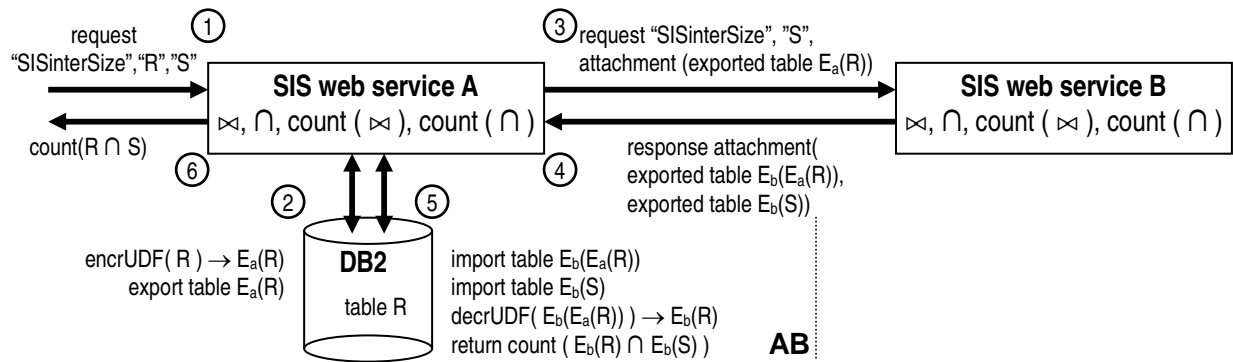 ① ③
request
"SISinterSize","R","S"
SIS web service A
⋈, ∩, count ( ⋈ ), count ( ∩ )
count(R ∩ S)
⑥
request "SISinterSize", "S",
attachment (exported table Eₐ(R))
SIS web service B
⋈, ∩, count ( ⋈ ), count ( ∩ )
④
response attachment(
exported table E_b(Eₐ(R)),
exported table E_b(S))
② ⑤
encrUDF( R ) → Eₐ(R)
export table Eₐ(R)
DB2
table R
import table E_b(Eₐ(R))
import table E_b(S)
decrUDF( E_b(Eₐ(R)) ) → E_b(R)
return count ( E_b(R) ∩ E_b(S) )
AB